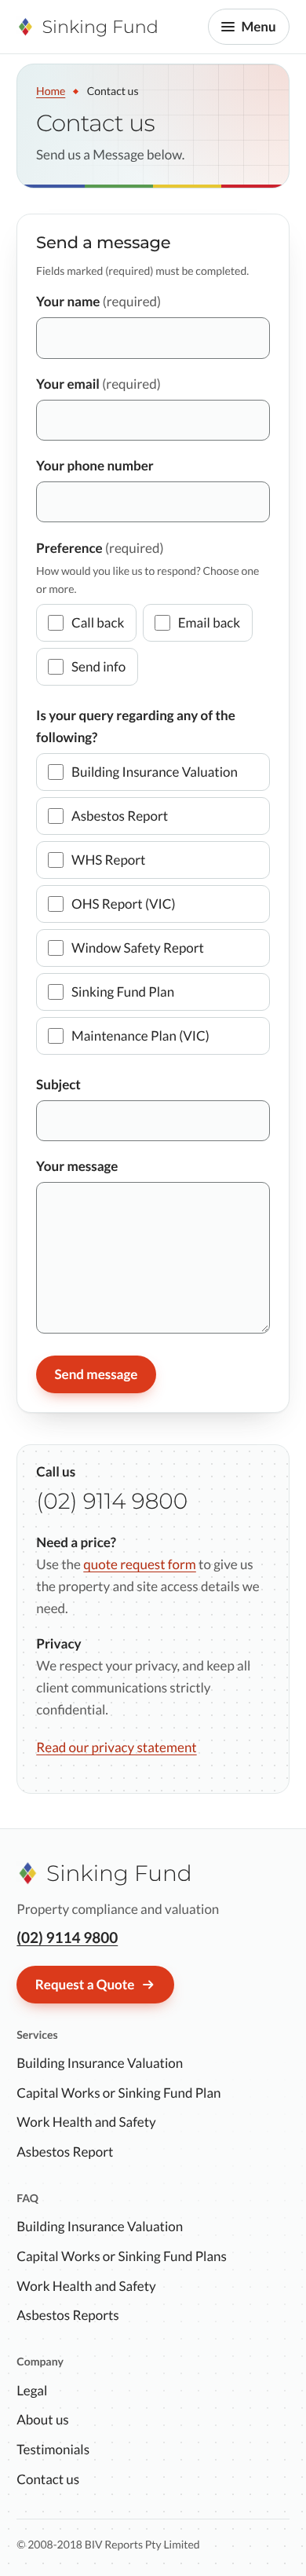 Sinking Fund
Menu
Home
Contact us
Contact us
Send us a Message below.
Send a message
Fields marked (required) must be completed.
Your name (required)
Your email (required)
Your phone number
Preference (required)
How would you like us to respond? Choose one
or more.
Call back
Email back
Send info
Is your query regarding any of the
following?
Building Insurance Valuation
Asbestos Report
WHS Report
OHS Report (VIC)
Window Safety Report
Sinking Fund Plan
Maintenance Plan (VIC)
Subject
Your message
Send message
Call us
(02) 9114 9800
Need a price?
Use the quote request form to give us
the property and site access details we
need.
Privacy
We respect your privacy, and keep all
client communications strictly
confidential.
Read our privacy statement
Sinking Fund
Property compliance and valuation
(02) 9114 9800
Request a Quote
Services
Building Insurance Valuation
Capital Works or Sinking Fund Plan
Work Health and Safety
Asbestos Report
FAQ
Building Insurance Valuation
Capital Works or Sinking Fund Plans
Work Health and Safety
Asbestos Reports
Company
Legal
About us
Testimonials
Contact us
© 2008-2018 BIV Reports Pty Limited